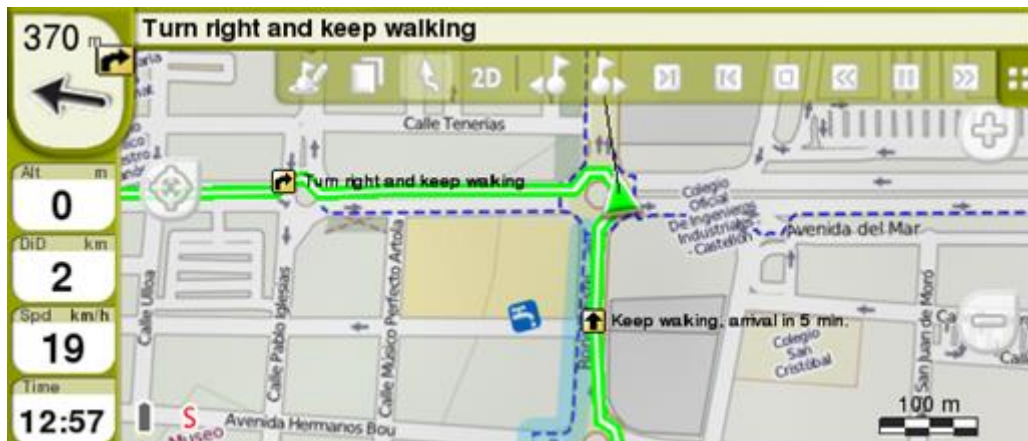 370 m
Turn right and keep walking
2D
Calle Tenerías
Alt m
0
Turn right and keep walking
Colegio
Oficial
De Ingenieros
Industriales
- Castellón
Avenida del Mar
DiD km
2
Calle Ulloa
Calle Pablo Iglesias
Calle Músico Perfecto Artola
Spd km/h
19
Keep walking, arrival in 5 min.
San Juan de Moró
Colegio
San
Cristóbal
Time
12:57
S
Museo
Avenida Hermanos Bou
100 m